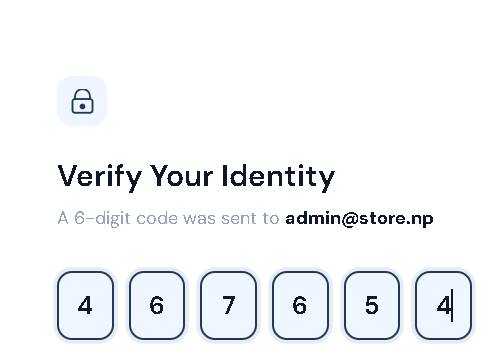 Verify Your Identity
A 6-digit code was sent to admin@store.np
4 6 7 6 5 4